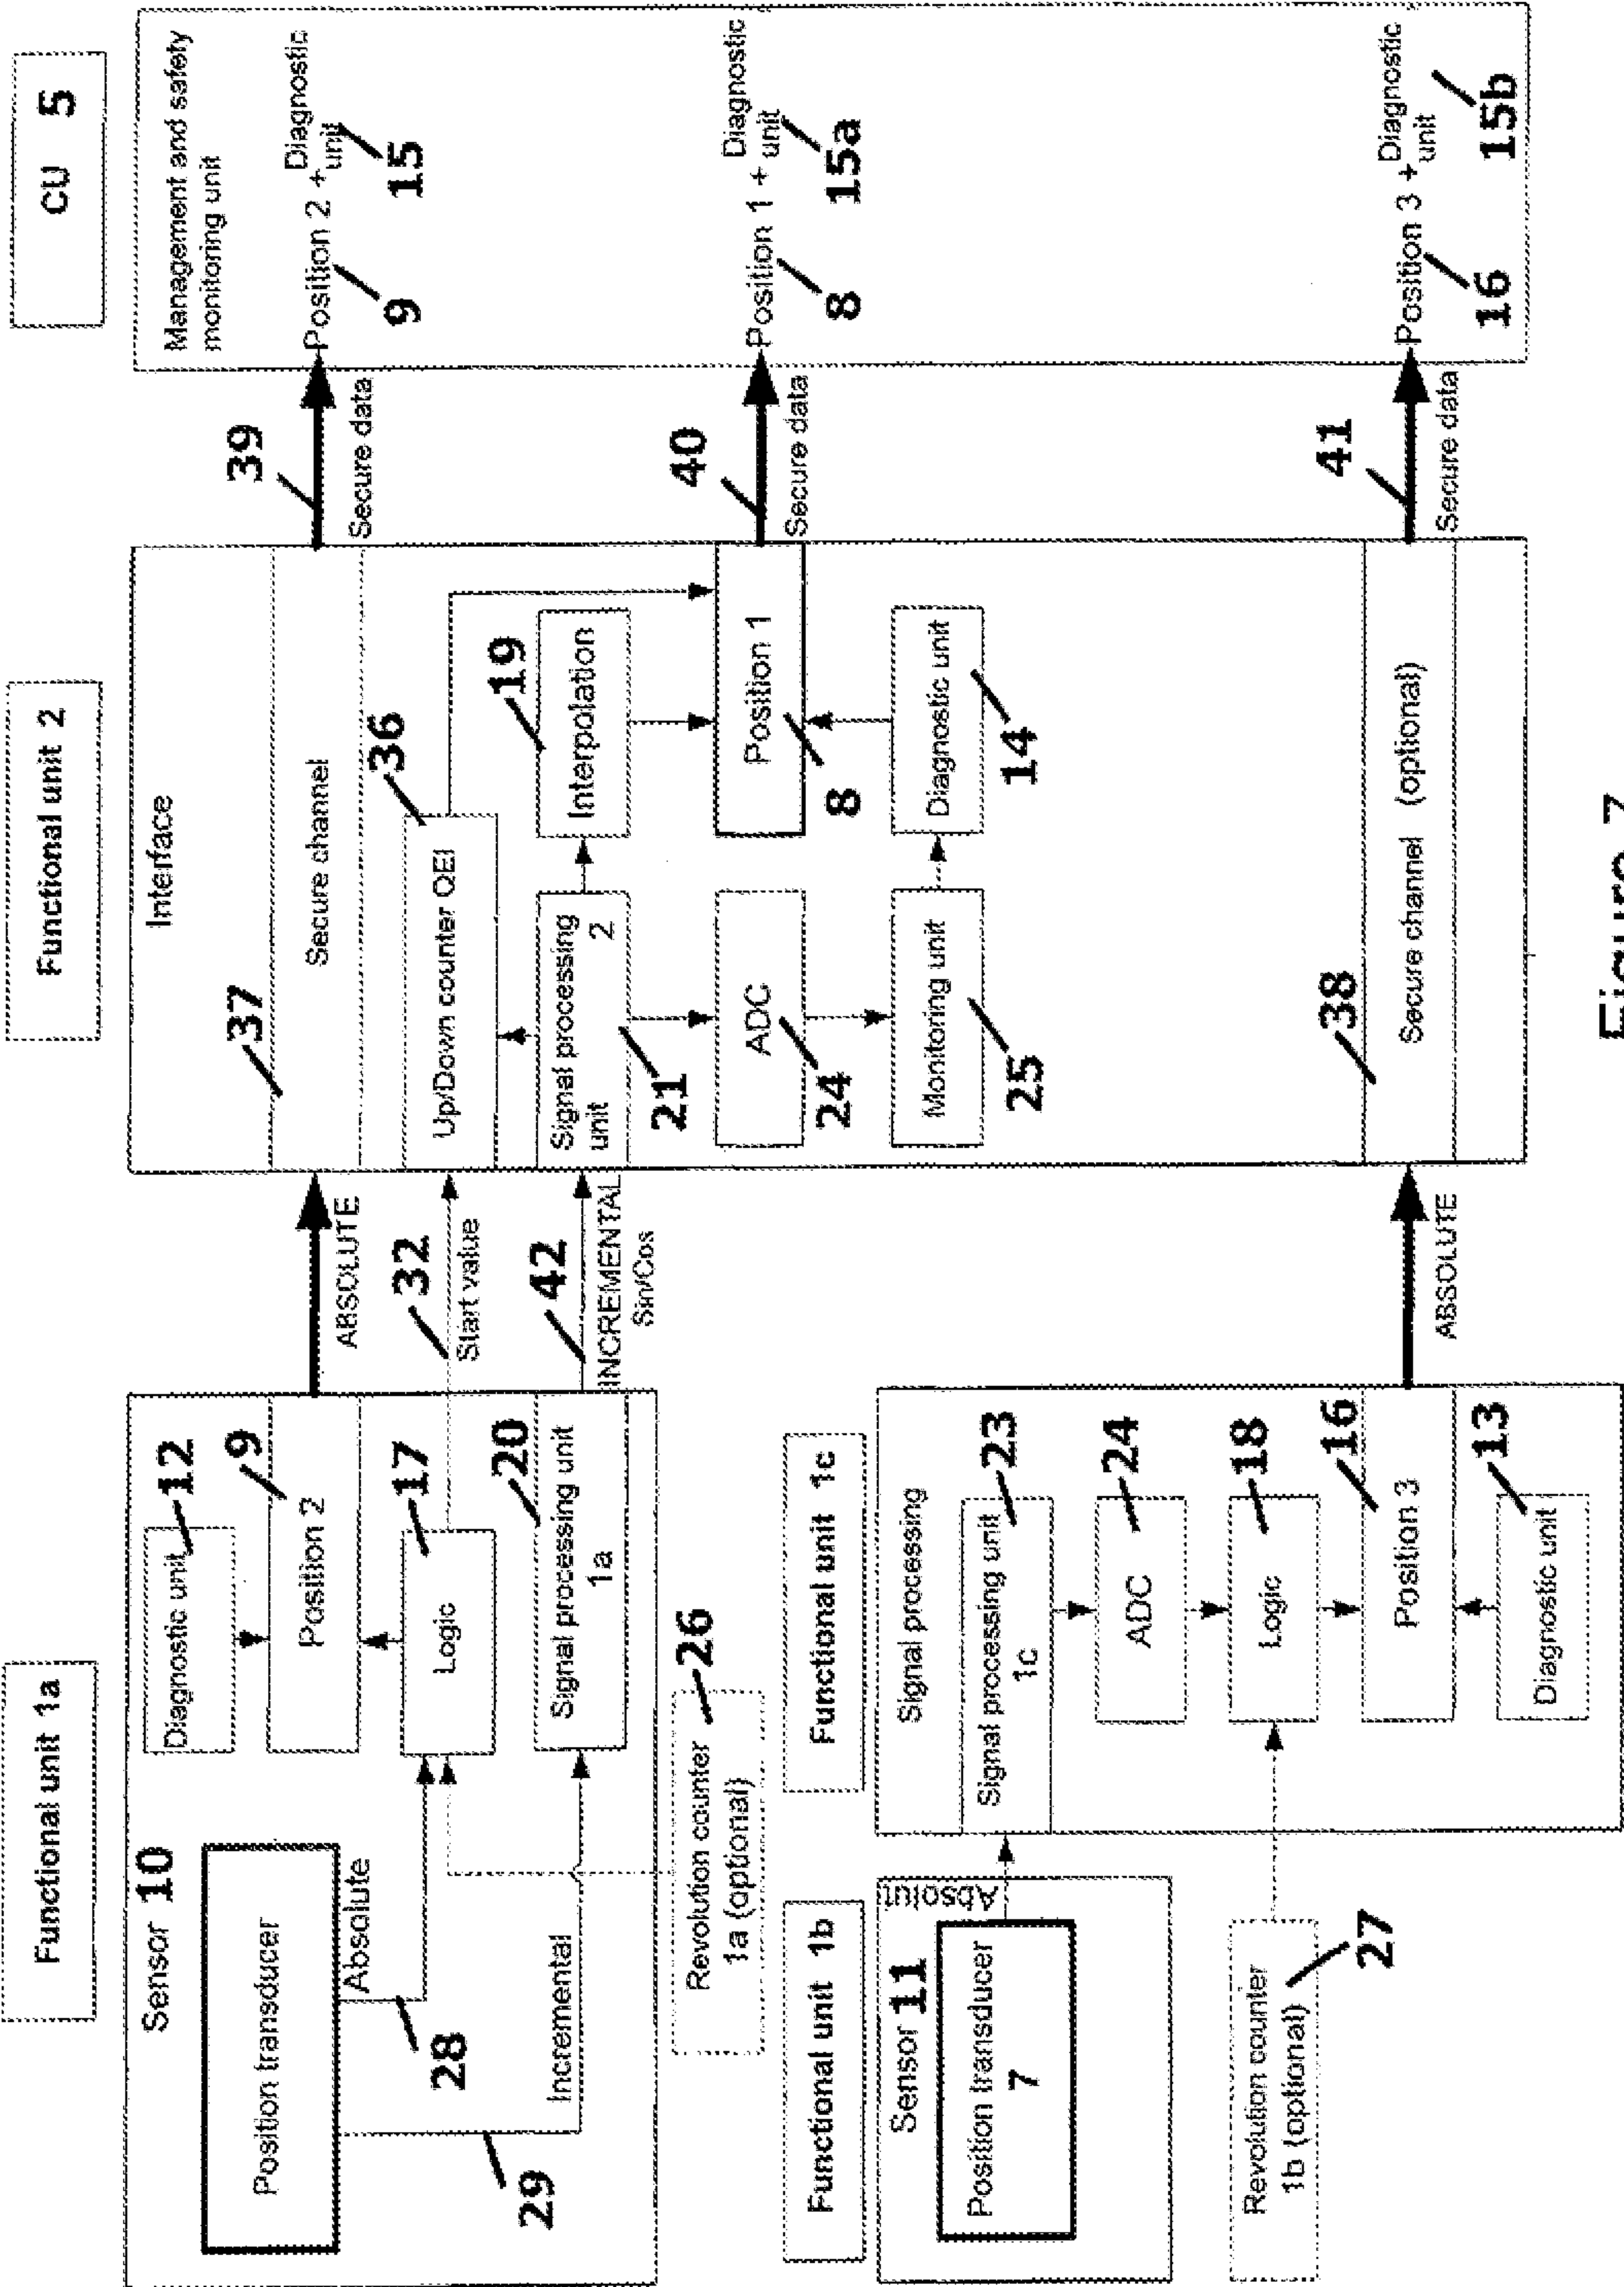 Functional unit 1a
Functional unit 2
CU 5
Sensor 10
Position transducer
Absolute
28
29
Incremental
Diagnostic unit
12
Position 2
9
Logic
17
20
Signal processing unit
1a
Revolution counter
1a (optional)
26
ABSOLUTE
32
Start value
42
INCREMENTAL
Sin/Cos
Interface
37
Secure channel
36
Up/Down counter QEI
Signal processing 2
unit
21
19
Interpolation
ADC
24
Position 1
8
Monitoring unit
25
Diagnostic unit
14
38
Secure channel (optional)
39
Secure data
40
Secure data
41
Secure data
Management and safety
monitoring unit
Position 2 + Diagnostic
unit
9
15
Position 1 + Diagnostic
unit
8
15a
Position 3 + Diagnostic
unit
16
15b
Functional unit 1b
Functional unit 1c
Sensor 11
Position transducer
7
Absolut
Revolution counter
1b (optional)
27
Signal processing
Signal processing unit
1c
23
ADC
24
Logic
18
Position 3
16
Diagnostic unit
13
ABSOLUTE
Figure 7